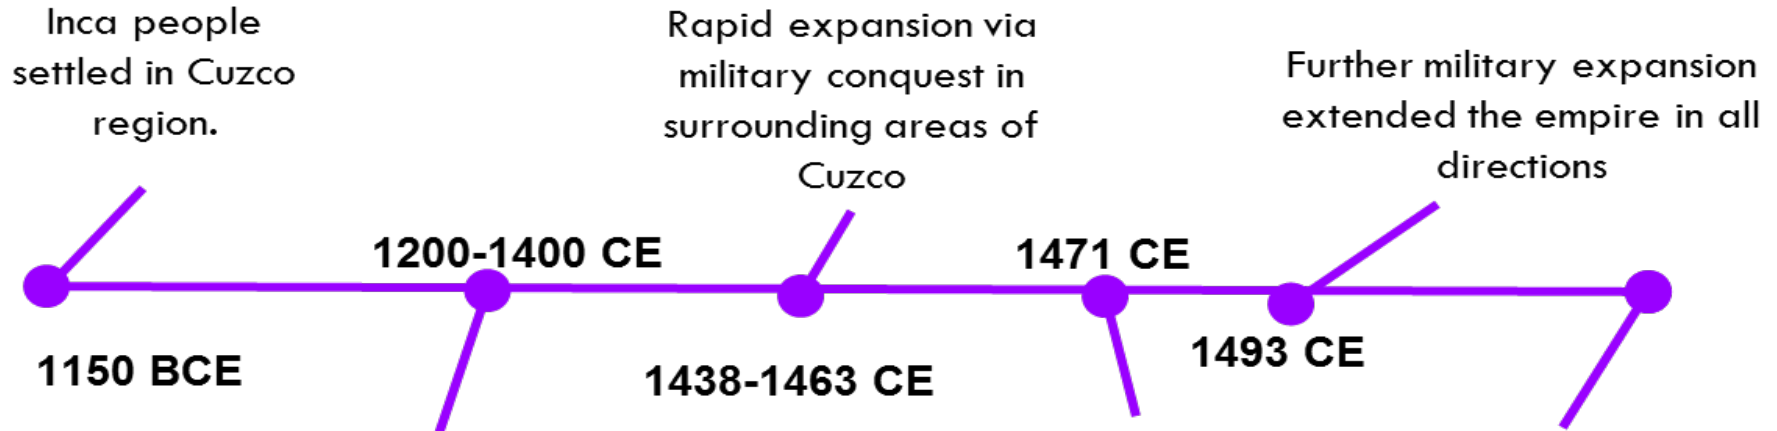 Inca people
settled in Cuzco
region.
Rapid expansion via
military conquest in
surrounding areas of
Cuzco
Further military expansion
extended the empire in all
directions
1200-1400 CE
1471 CE
1150 BCE
1438-1463 CE
1493 CE